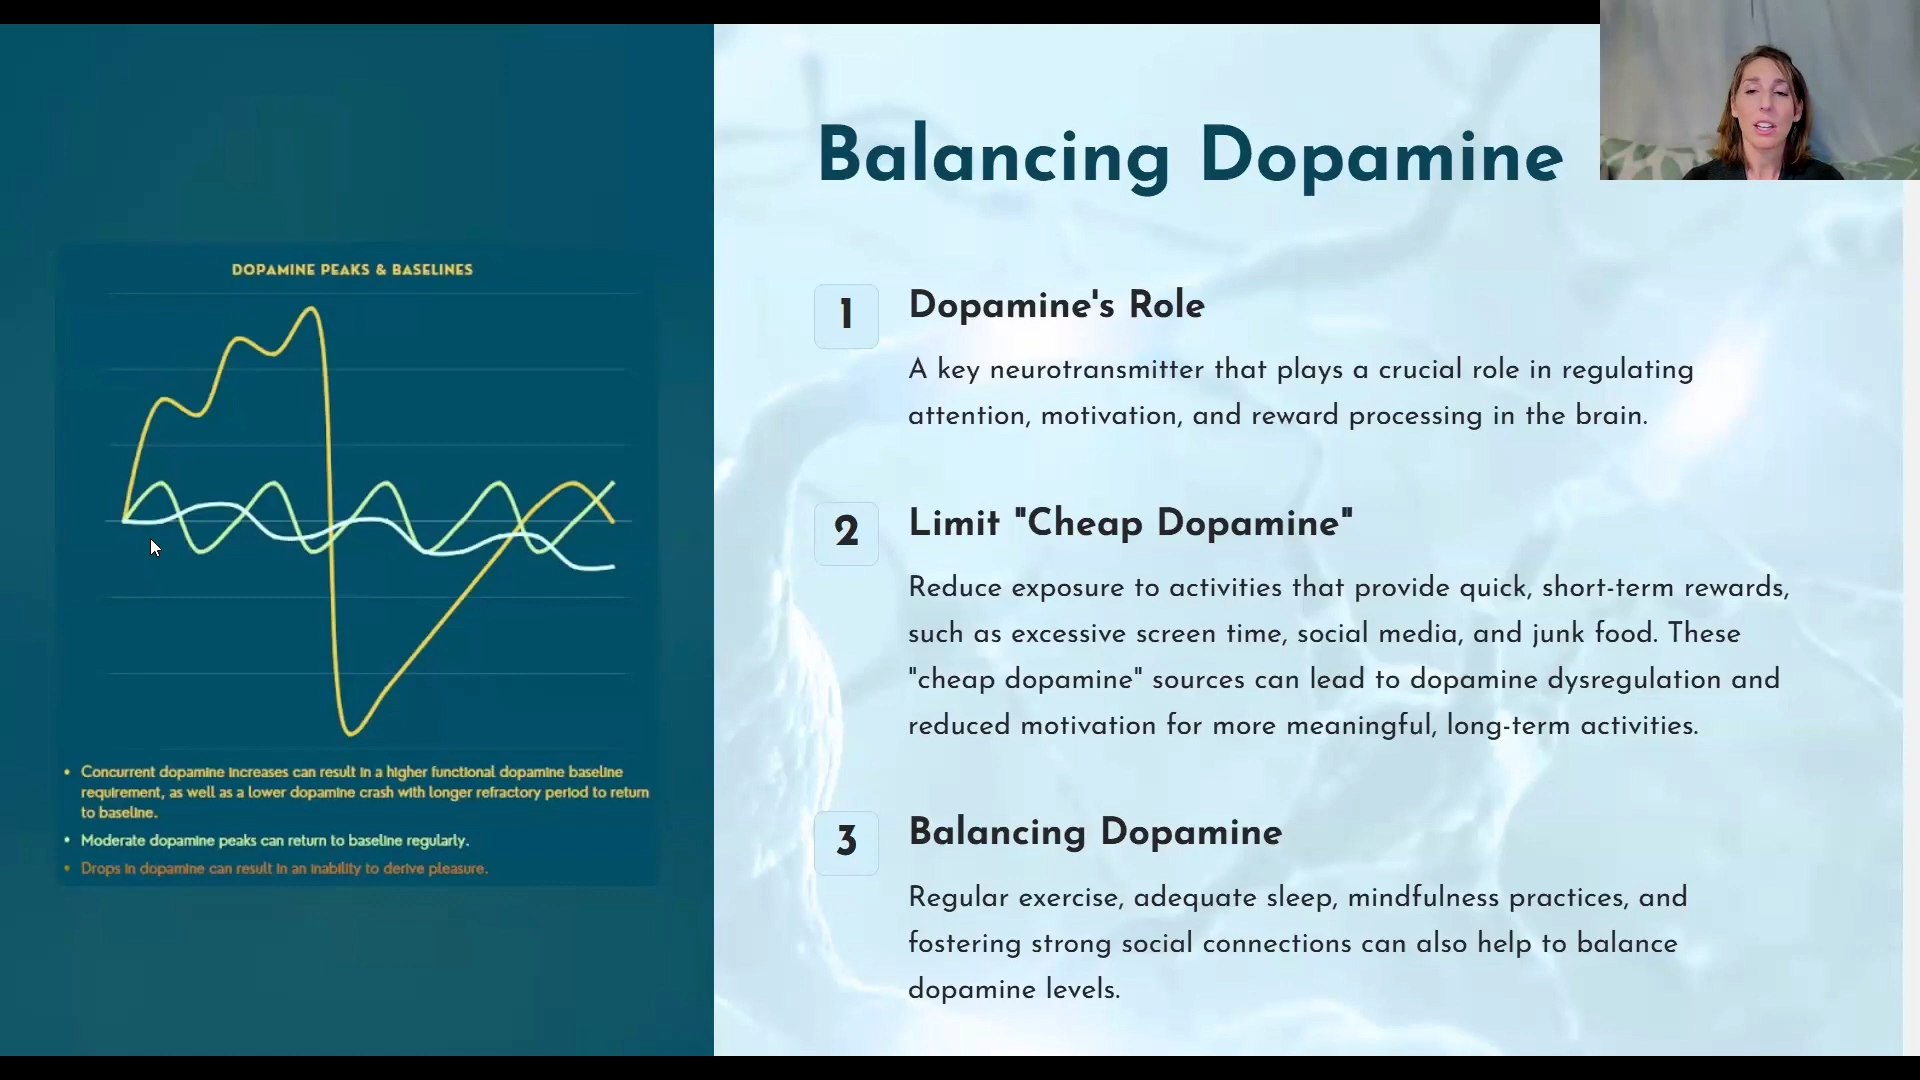 Balancing Dopamine
DOPAMINE PEAKS & BASELINES
Concurrent dopamine increases can result in a higher functional dopamine baseline
requirement, as well as a lower dopamine crash with longer refractory period to return
to baseline.
Moderate dopamine peaks can return to baseline regularly.
Drops in dopamine can result in an inability to derive pleasure.
1
Dopamine's Role
A key neurotransmitter that plays a crucial role in regulating
attention, motivation, and reward processing in the brain.
2
Limit "Cheap Dopamine"
Reduce exposure to activities that provide quick, short-term rewards,
such as excessive screen time, social media, and junk food. These
"cheap dopamine" sources can lead to dopamine dysregulation and
reduced motivation for more meaningful, long-term activities.
3
Balancing Dopamine
Regular exercise, adequate sleep, mindfulness practices, and
fostering strong social connections can also help to balance
dopamine levels.